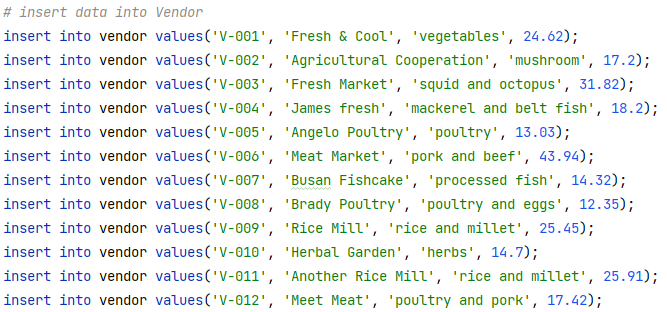 # insert data into Vendor
insert into vendor values('V-001', 'Fresh & Cool', 'vegetables', 24.62);
insert into vendor values('V-002', 'Agricultural Cooperation', 'mushroom', 17.2);
insert into vendor values('V-003', 'Fresh Market', 'squid and octopus', 31.82);
insert into vendor values('V-004', 'James fresh', 'mackerel and belt fish', 18.2);
insert into vendor values('V-005', 'Angelo Poultry', 'poultry', 13.03);
insert into vendor values('V-006', 'Meat Market', 'pork and beef', 43.94);
insert into vendor values('V-007', 'Busan Fishcake', 'processed fish', 14.32);
insert into vendor values('V-008', 'Brady Poultry', 'poultry and eggs', 12.35);
insert into vendor values('V-009', 'Rice Mill', 'rice and millet', 25.45);
insert into vendor values('V-010', 'Herbal Garden', 'herbs', 14.7);
insert into vendor values('V-011', 'Another Rice Mill', 'rice and millet', 25.91);
insert into vendor values('V-012', 'Meet Meat', 'poultry and pork', 17.42);